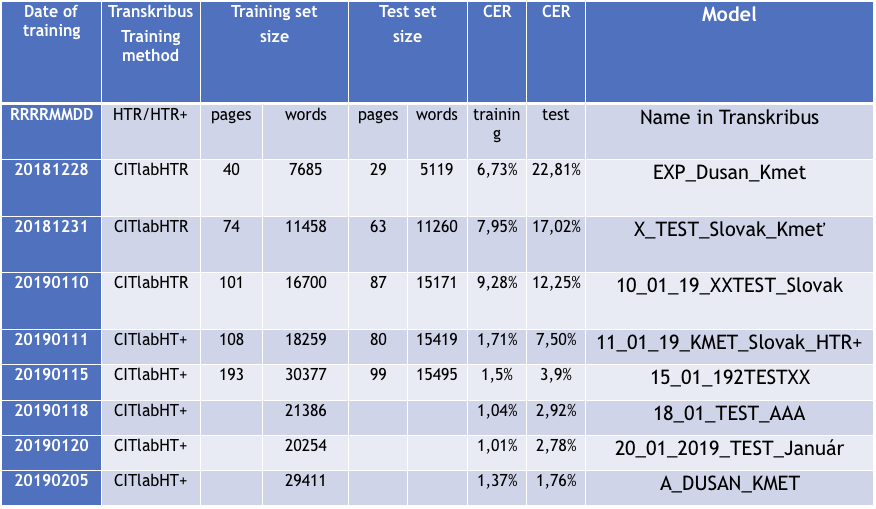 Date of training Transkribus Training method Training set size Test set size CER CER Model
RRRRMMDD HTR/HTR+ pages words pages words training test Name in Transkribus
20181228 CITlabHTR 40 7685 29 5119 6,73% 22,81% EXP_Dusan_Kmet
20181231 CITlabHTR 74 11458 63 11260 7,95% 17,02% X_TEST_Slovak_Kmeť
20190110 CITlabHTR 101 16700 87 15171 9,28% 12,25% 10_01_19_XXTEST_Slovak
20190111 CITlabHT+ 108 18259 80 15419 1,71% 7,50% 11_01_19_KMET_Slovak_HTR+
20190115 CITlabHT+ 193 30377 99 15495 1,5% 3,9% 15_01_192TESTXX
20190118 CITlabHT+ 21386 1,04% 2,92% 18_01_TEST_AAA
20190120 CITlabHT+ 20254 1,01% 2,78% 20_01_2019_TEST_Január
20190205 CITlabHT+ 29411 1,37% 1,76% A_DUSAN_KMET